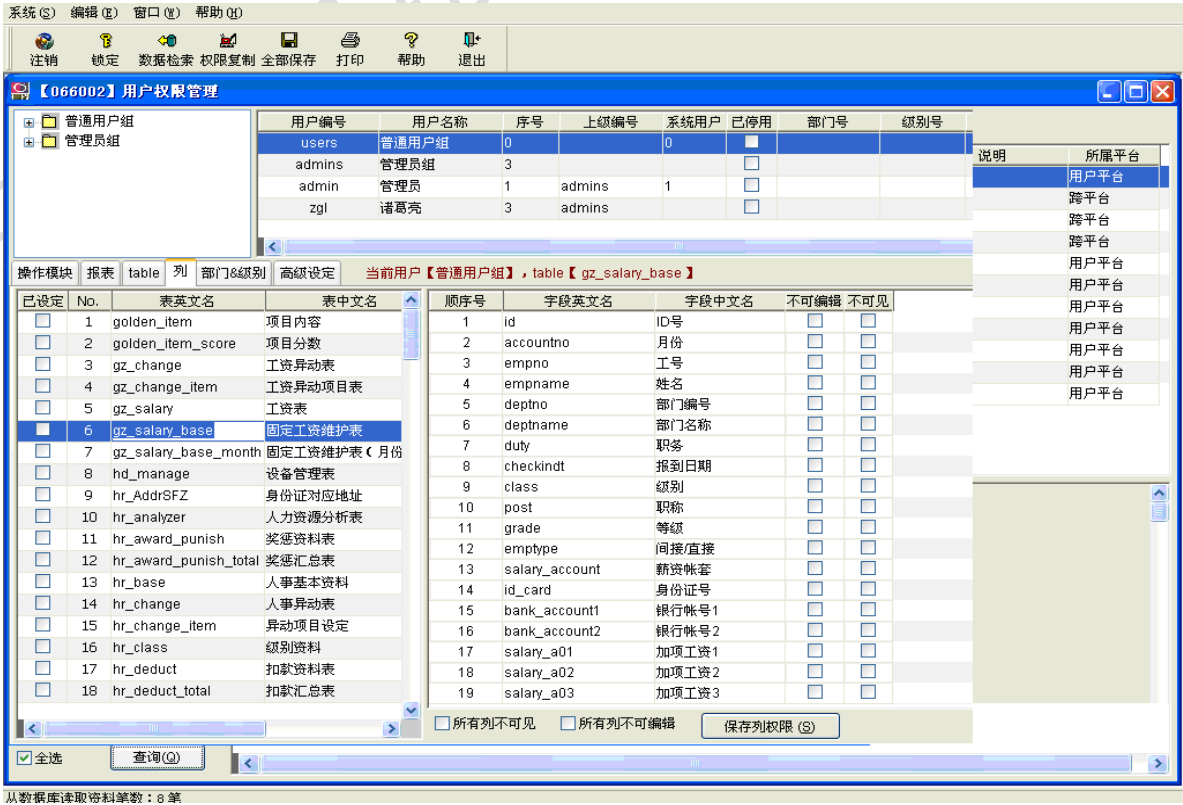 系统(S) 编辑(E) 窗口(W) 帮助(H)
注销 锁定 数据检索 权限复制 全部保存 打印 帮助 退出
【066002】用户权限管理
普通用户组
管理员组
用户编号 用户名称 序号 上级编号 系统用户 已停用 部门号 级别号
users 普通用户组 0 0
admins 管理员组 3
admin 管理员 1 admins 1
zgl 诸葛亮 3 admins
说明 所属平台
用户平台
跨平台
跨平台
跨平台
用户平台
用户平台
用户平台
用户平台
用户平台
用户平台
用户平台
操作模块 报表 table 列 部门&级别 高级设定 当前用户【普通用户组】，table【 gz_salary_base 】
已设定 No. 表英文名 表中文名
1 golden_item 项目内容
2 golden_item_score 项目分数
3 gz_change 工资异动表
4 gz_change_item 工资异动项目表
5 gz_salary 工资表
6 gz_salary_base 固定工资维护表
7 gz_salary_base_month 固定工资维护表(月份
8 hd_manage 设备管理表
9 hr_AddrSFZ 身份证对应地址
10 hr_analyzer 人力资源分析表
11 hr_award_punish 奖惩资料表
12 hr_award_punish_total 奖惩汇总表
13 hr_base 人事基本资料
14 hr_change 人事异动表
15 hr_change_item 异动项目设定
16 hr_class 级别资料
17 hr_deduct 扣款资料表
18 hr_deduct_total 扣款汇总表
顺序号 字段英文名 字段中文名 不可编辑 不可见
1 id ID号
2 accountno 月份
3 empno 工号
4 empname 姓名
5 deptno 部门编号
6 deptname 部门名称
7 duty 职务
8 checkindt 报到日期
9 class 级别
10 post 职称
11 grade 等级
12 emptype 间接/直接
13 salary_account 薪资帐套
14 id_card 身份证号
15 bank_account1 银行帐号1
16 bank_account2 银行帐号2
17 salary_a01 加项工资1
18 salary_a02 加项工资2
19 salary_a03 加项工资3
所有列不可见 所有列不可编辑 保存列权限(S)
全选 查询(Q)
从数据库读取资料笔数：8 笔